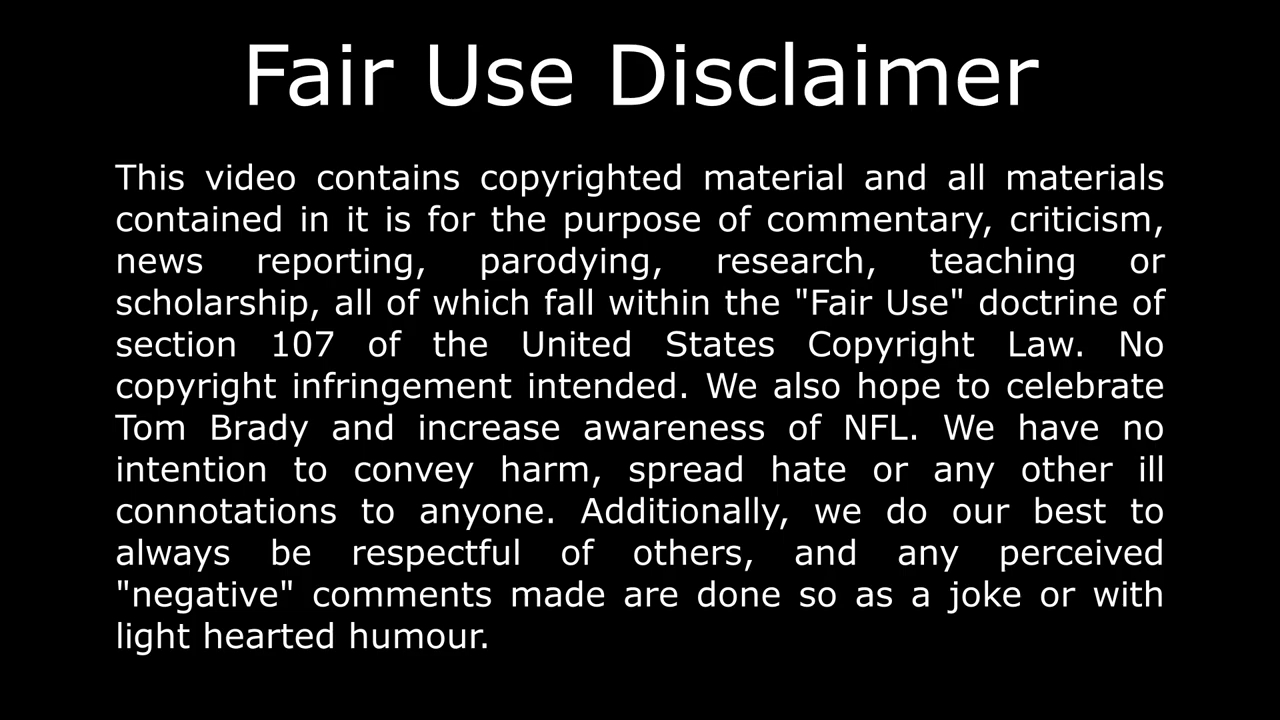 Fair Use Disclaimer
This video contains copyrighted material and all materials
contained in it is for the purpose of commentary, criticism,
news reporting, parodying, research, teaching or
scholarship, all of which fall within the "Fair Use" doctrine of
section 107 of the United States Copyright Law. No
copyright infringement intended. We also hope to celebrate
Tom Brady and increase awareness of NFL. We have no
intention to convey harm, spread hate or any other ill
connotations to anyone. Additionally, we do our best to
always be respectful of others, and any perceived
"negative" comments made are done so as a joke or with
light hearted humour.